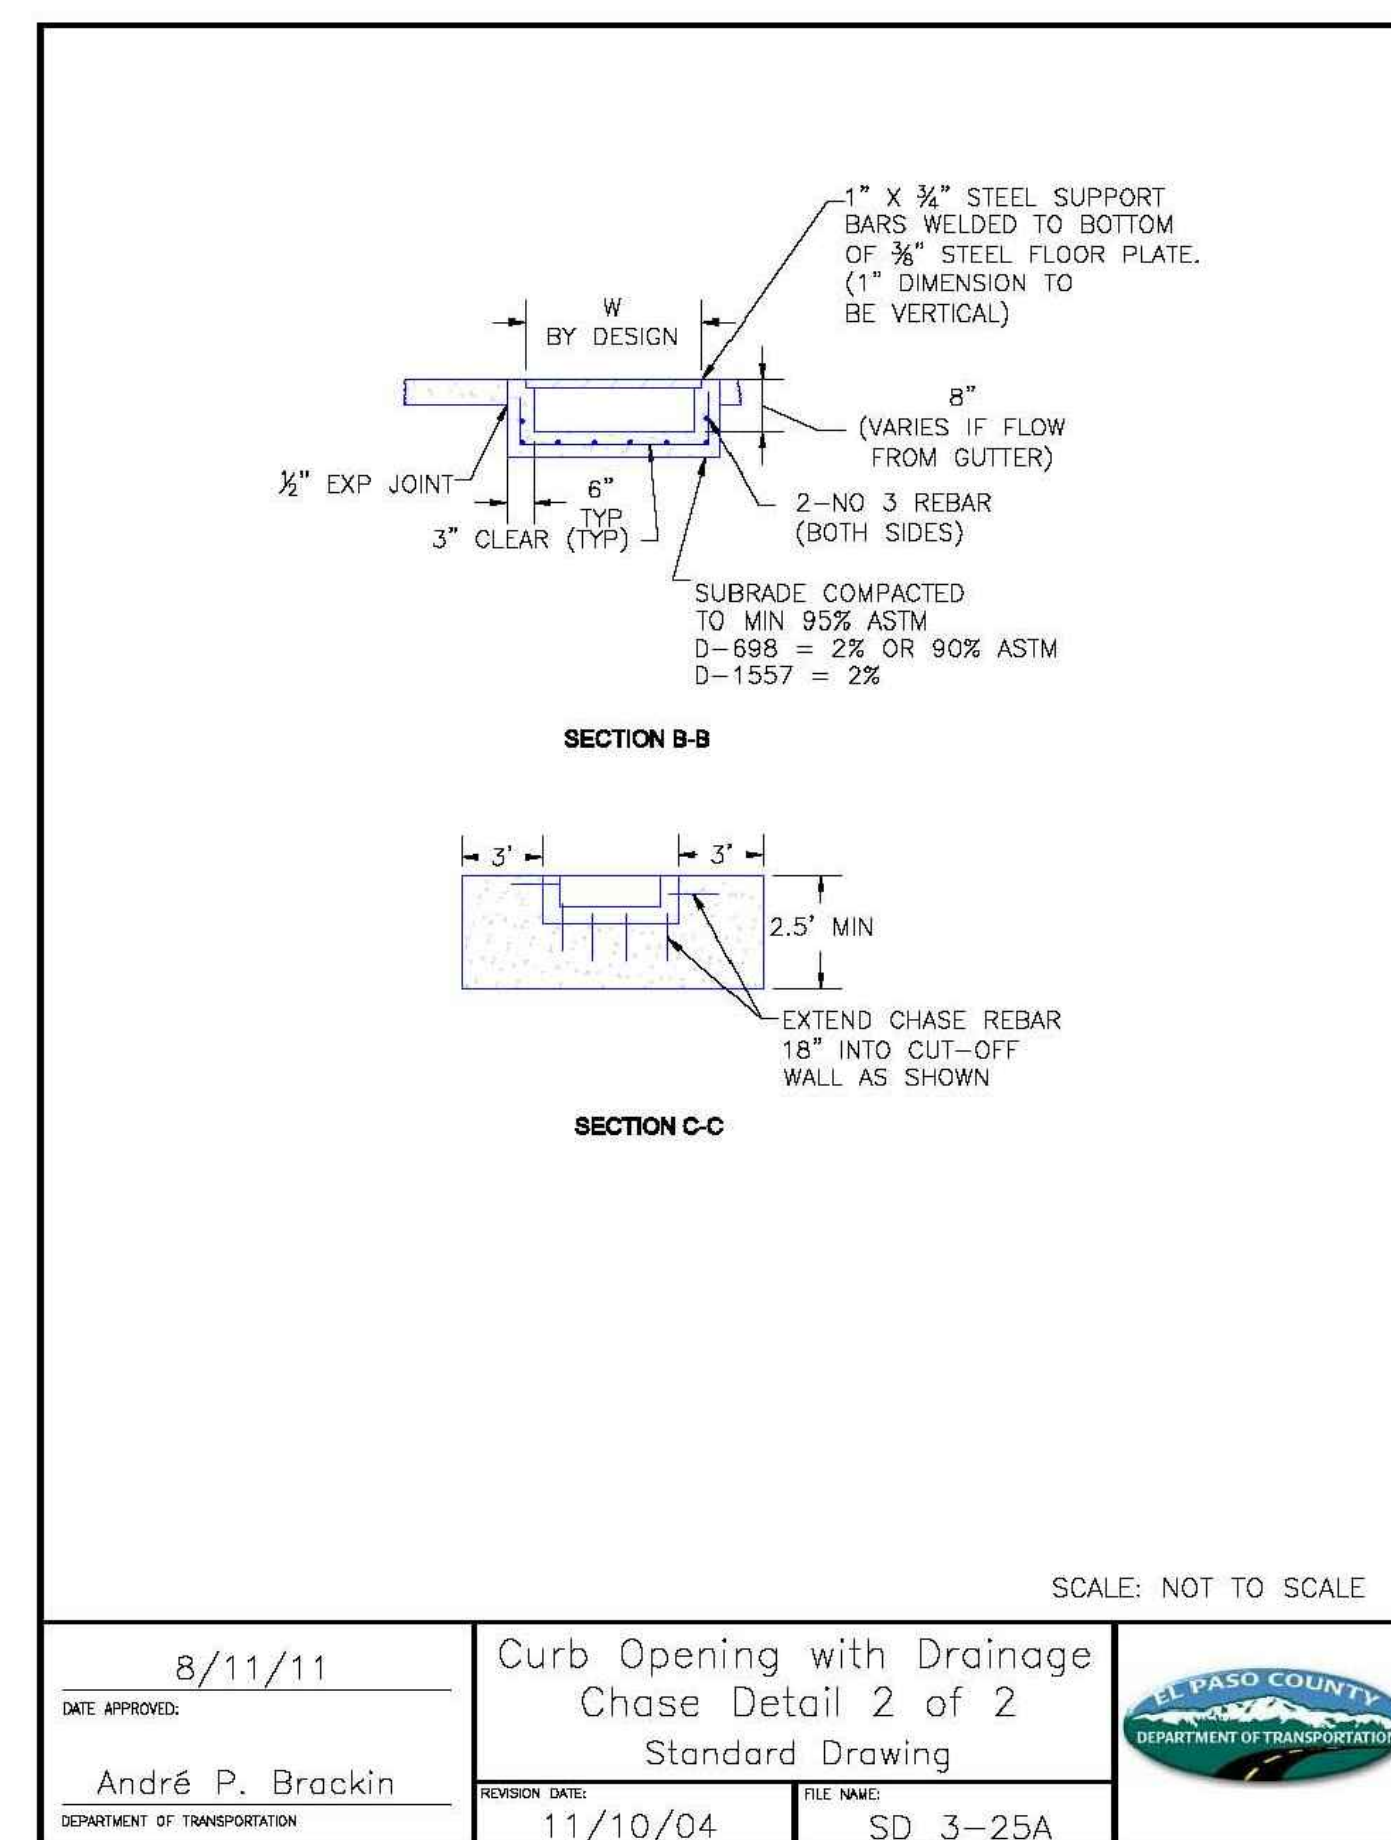 1" X ¾" STEEL SUPPORT
BARS WELDED TO BOTTOM
OF ⅜" STEEL FLOOR PLATE.
(1" DIMENSION TO
BE VERTICAL)
W
BY DESIGN
8"
(VARIES IF FLOW
FROM GUTTER)
½" EXP JOINT
6"
TYP
3" CLEAR (TYP)
2-NO 3 REBAR
(BOTH SIDES)
SUBRADE COMPACTED
TO MIN 95% ASTM
D-698 = 2% OR 90% ASTM
D-1557 = 2%
SECTION B-B
3'
3'
2.5' MIN
EXTEND CHASE REBAR
18" INTO CUT-OFF
WALL AS SHOWN
SECTION C-C
SCALE: NOT TO SCALE
8/11/11
DATE APPROVED:
André P. Brackin
DEPARTMENT OF TRANSPORTATION
Curb Opening with Drainage
Chase Detail 2 of 2
Standard Drawing
REVISION DATE:
11/10/04
FILE NAME:
SD 3-25A
EL PASO COUNTY
DEPARTMENT OF TRANSPORTATION